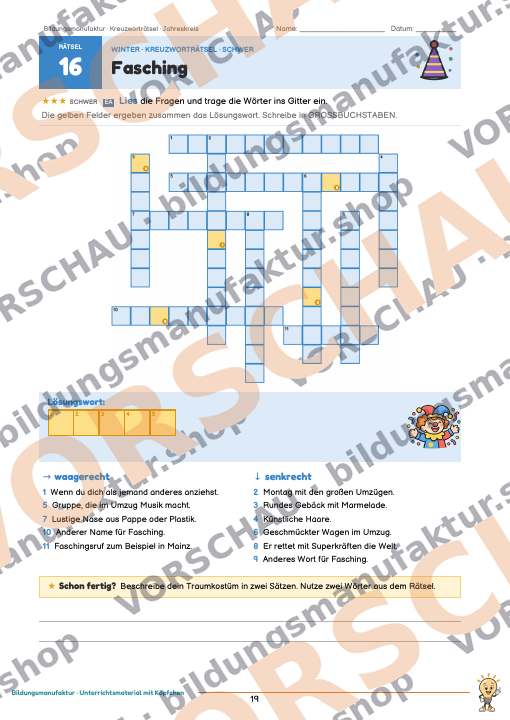 Bildungsmanufaktur · Kreuzworträtsel · Jahreskreis
Name:
Datum:
RÄTSEL
16
WINTER · KREUZWORTRÄTSEL · SCHWER
Fasching
★★★ SCHWER EA Lies die Fragen und trage die Wörter ins Gitter ein.
Die gelben Felder ergeben zusammen das Lösungswort. Schreibe in GROSSBUCHSTABEN.
Lösungswort:
→ waagerecht
1 Wenn du dich als jemand anderes anziehst.
5 Gruppe, die im Umzug Musik macht.
7 Lustige Nase aus Pappe oder Plastik.
10 Anderer Name für Fasching.
11 Faschingsruf zum Beispiel in Mainz.
↓ senkrecht
2 Montag mit den großen Umzügen.
3 Rundes Gebäck mit Marmelade.
4 Künstliche Haare.
6 Geschmückter Wagen im Umzug.
8 Er rettet mit Superkräften die Welt.
9 Anderes Wort für Fasching.
★ Schon fertig? Beschreibe dein Traumkostüm in zwei Sätzen. Nutze zwei Wörter aus dem Rätsel.
Bildungsmanufaktur · Unterrichtsmaterial mit Köpfchen
19
VORSCHAU · bildungsmanufaktur.shop
VORSCHAU